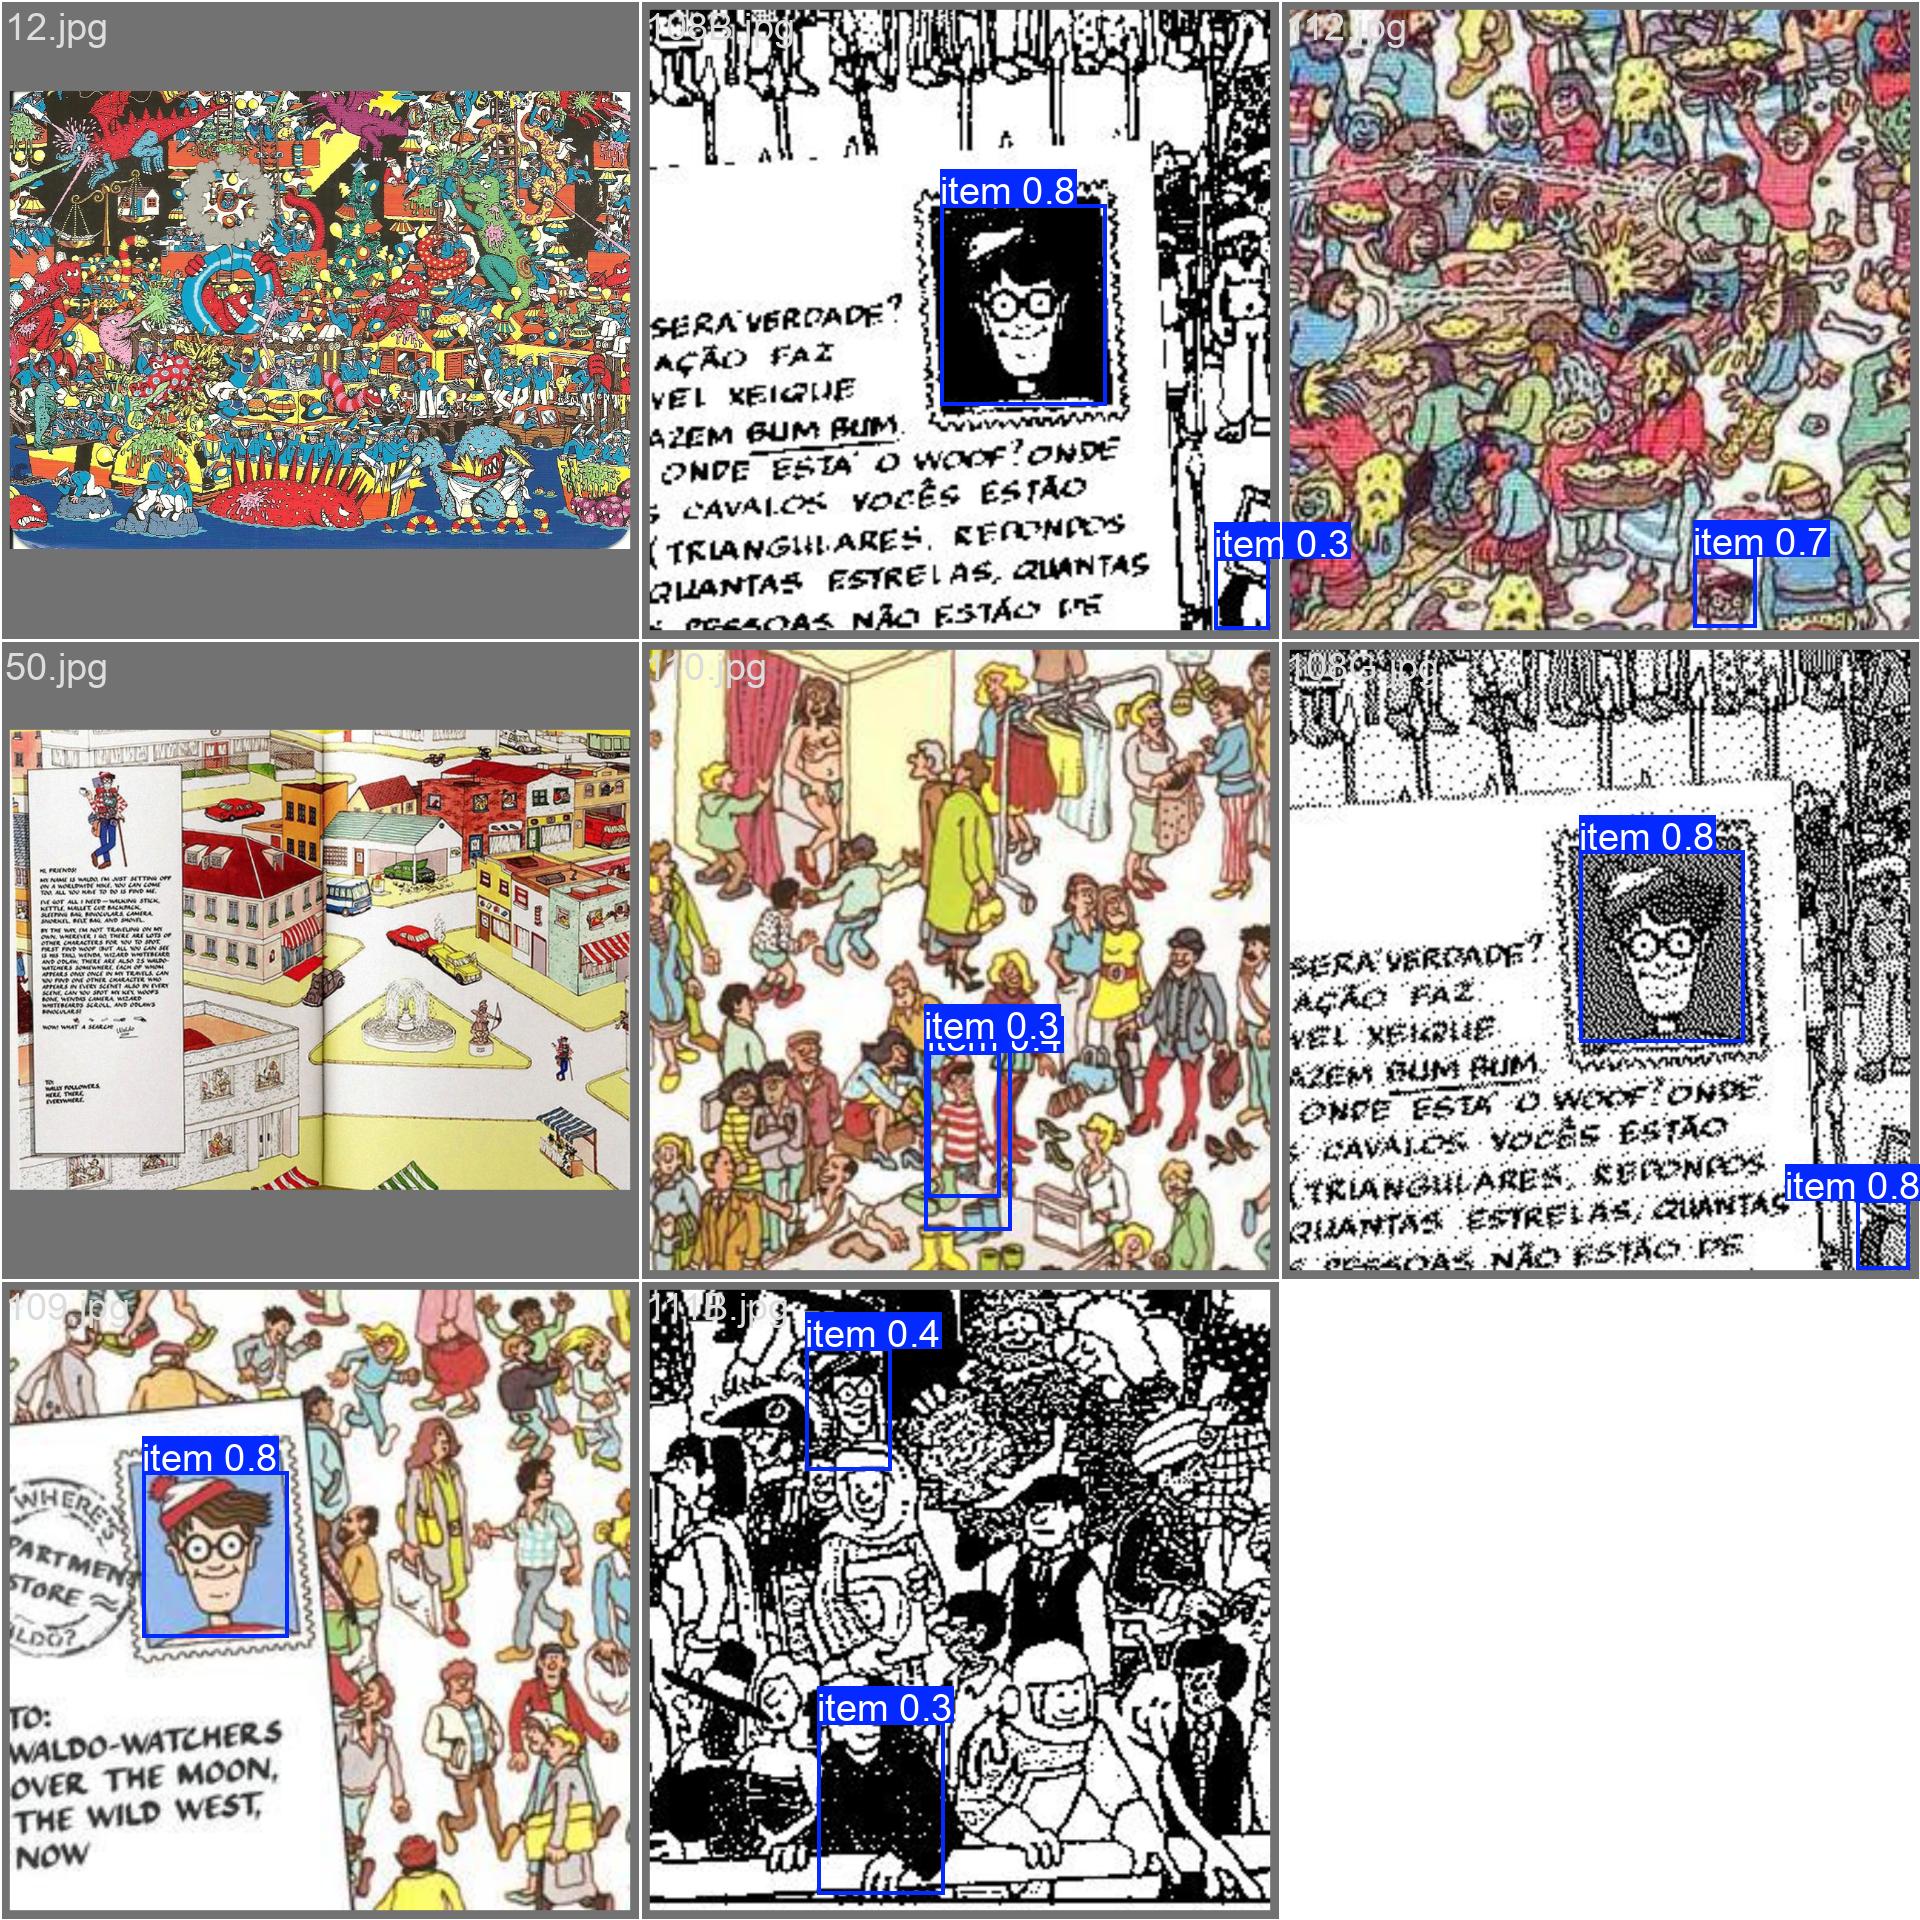 12.jpg
108B.jpg
item 0.8
SERA VERDADE?
AÇÃO FAZ
VEL XEIQUE
AZEM BUM BUM.
ONDE ESTA O WOOF? ONDE
CAVALOS VOCÊS ESTÃO
TRIANGULARES, REDONDOS
QUANTAS ESTRELAS, QUANTAS
PESSOAS NÃO ESTÃO DE
item 0.3
112.jpg
item 0.7
50.jpg
HI, FRIENDS!
MY NAME IS WALDO. I'M JUST SETTING OFF
ON A WORLDWIDE HIKE. YOU CAN COME
TOO. ALL YOU HAVE TO DO IS FIND ME.
I'VE GOT ALL I NEED—WALKING STICK,
KETTLE, MALLET, CUP, BACKPACK,
SLEEPING BAG, BINOCULARS, CAMERA,
SNORKEL, BELT, BAG, AND SHOVEL.
BY THE WAY, I'M NOT TRAVELING ON MY
OWN. WHEREVER I GO, THERE ARE LOTS OF
OTHER CHARACTERS FOR YOU TO SPOT.
FIRST FIND WOOF (BUT ALL YOU CAN SEE
IS HIS TAIL), WENDA, WIZARD WHITEBEARD,
AND ODLAW. THERE ARE ALSO 25 WALDO-
WATCHERS SOMEWHERE, EACH OF WHOM
APPEARS ONLY ONCE IN MY TRAVELS. CAN
YOU FIND ONE OTHER CHARACTER WHO
APPEARS IN EVERY SCENE? ALSO IN EVERY
SCENE, CAN YOU SPOT MY KEY, WOOF'S
BONE, WENDA'S CAMERA, WIZARD
WHITEBEARD'S SCROLL, AND ODLAW'S
BINOCULARS?
WOW! WHAT A SEARCH!
Waldo
TO:
WALLY FOLLOWERS,
HERE, THERE,
EVERYWHERE.
110.jpg
item 0.3
item 0.4
108G.jpg
item 0.8
SERA VERDADE?
AÇÃO FAZ
VEL XEIQUE
AZEM BUM BUM.
ONDE ESTA O WOOF? ONDE
CAVALOS VOCÊS ESTÃO
TRIANGULARES, REDONDOS
QUANTAS ESTRELAS, QUANTAS
PESSOAS NÃO ESTÃO DE
item 0.8
109.jpg
item 0.8
WHERE'S
PARTMENT
STORE
ALDO?
TO:
WALDO-WATCHERS
OVER THE MOON,
THE WILD WEST,
NOW
111B.jpg
item 0.4
item 0.3